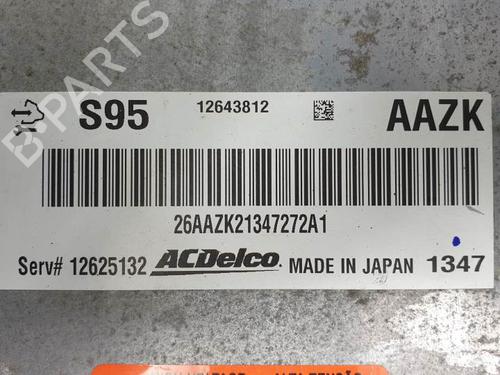 S95
12643812
AAZK
26AAZK21347272A1
Serv# 12625132 ACDelco MADE IN JAPAN 1347
B-PARTS